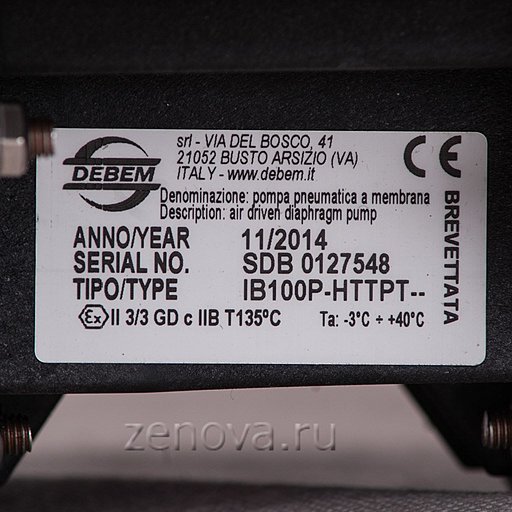 DEBEM
srl - VIA DEL BOSCO, 41
21052 BUSTO ARSIZIO (VA)
ITALY - www.debem.it
CE
Denominazione: pompa pneumatica a membrana
Description: air driven diaphragm pump
ANNO/YEAR 11/2014
SERIAL NO. SDB 0127548
TIPO/TYPE IB100P-HTTPT--
Ex II 3/3 GD c IIB T135ºC Ta: -3°C ÷ +40°C
BREVETTATA
zenova.ru